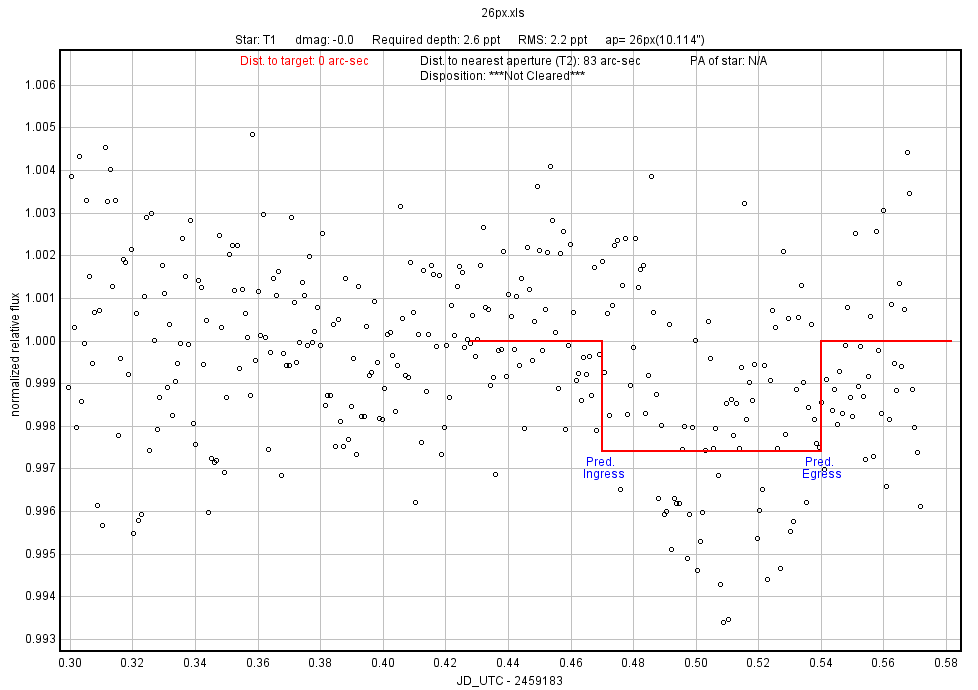 26px.xls
Star: T1 dmag: -0.0 Required depth: 2.6 ppt RMS: 2.2 ppt ap= 26px(10.114")
Dist. to target: 0 arc-sec Dist. to nearest aperture (T2): 83 arc-sec PA of star: N/A
Disposition: ***Not Cleared***
normalized relative flux
1.006
1.005
1.004
1.003
1.002
1.001
1.000
0.999
0.998
0.997
0.996
0.995
0.994
0.993
Pred. Ingress
Pred. Egress
0.30 0.32 0.34 0.36 0.38 0.40 0.42 0.44 0.46 0.48 0.50 0.52 0.54 0.56 0.58
JD_UTC - 2459183